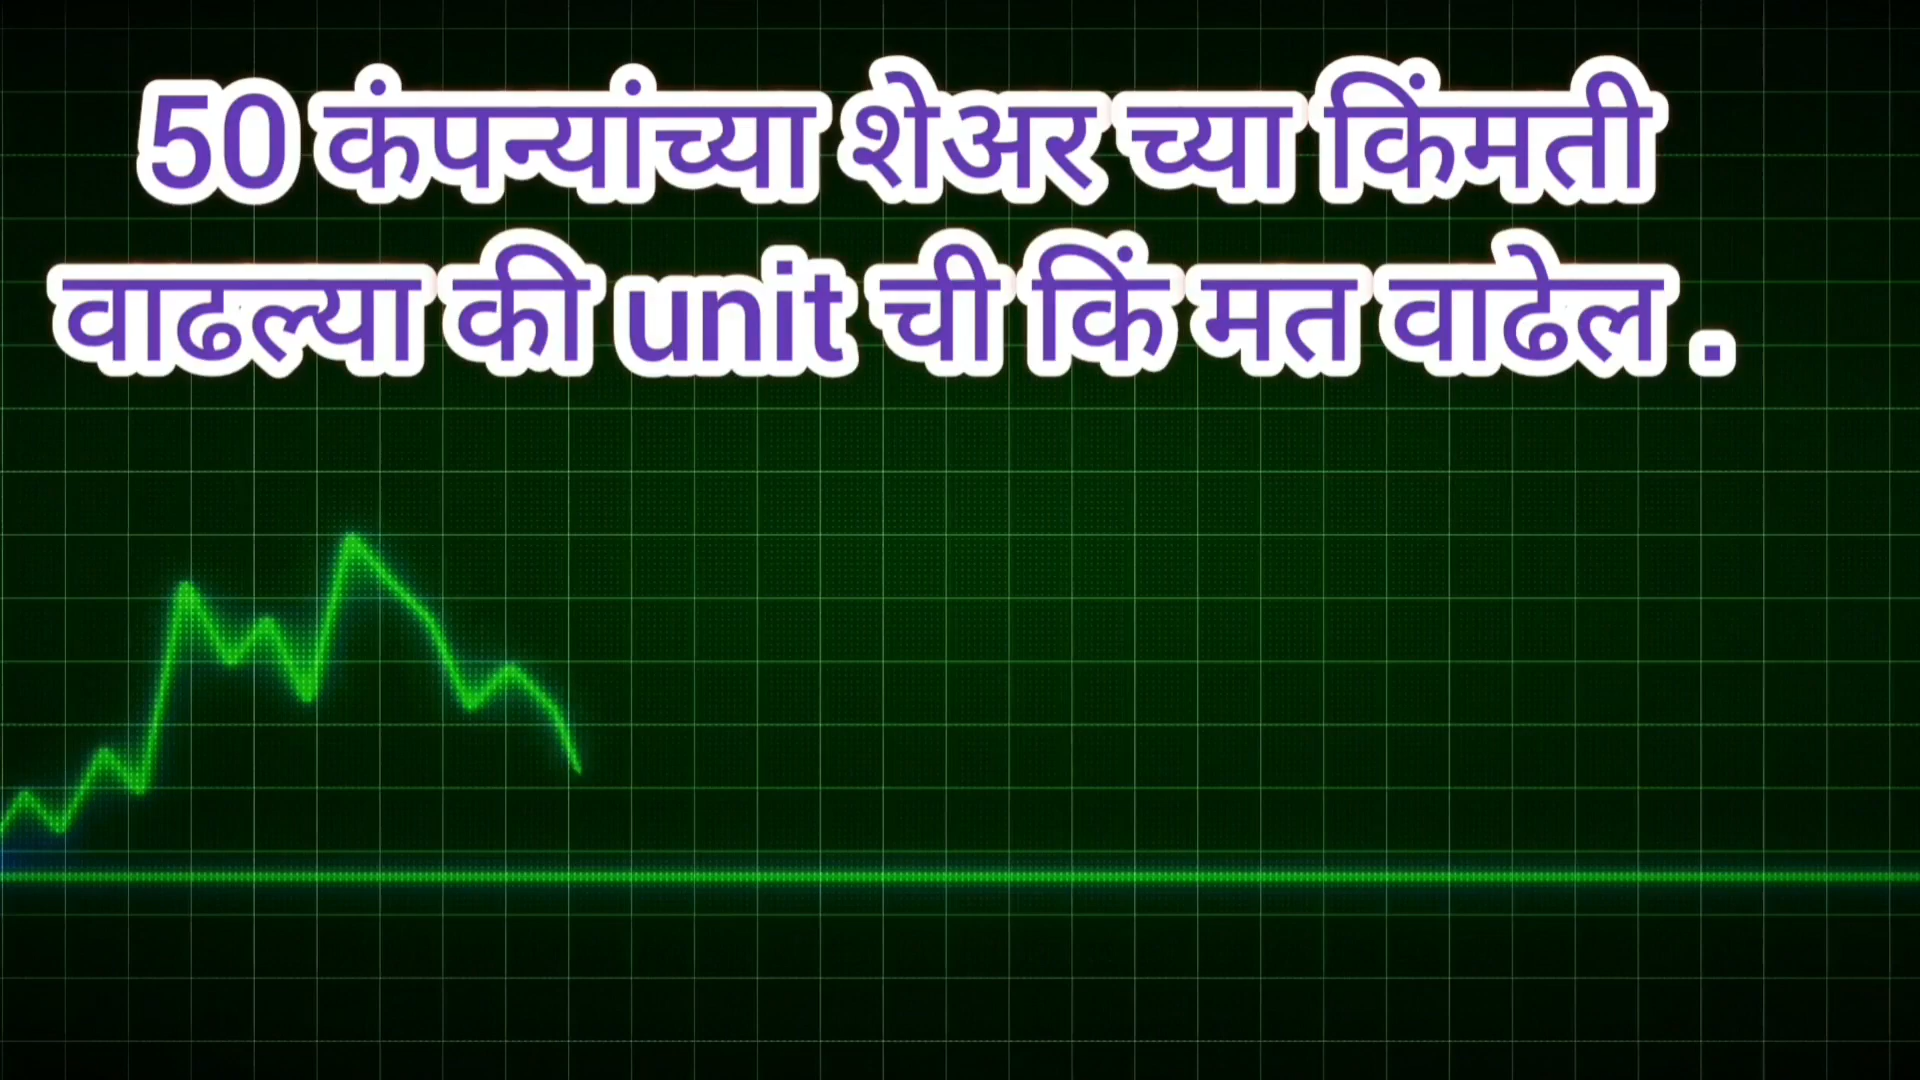 50 कंपन्यांच्या शेअर च्या किंमती
वाढल्या की unit ची किं मत वाढेल .